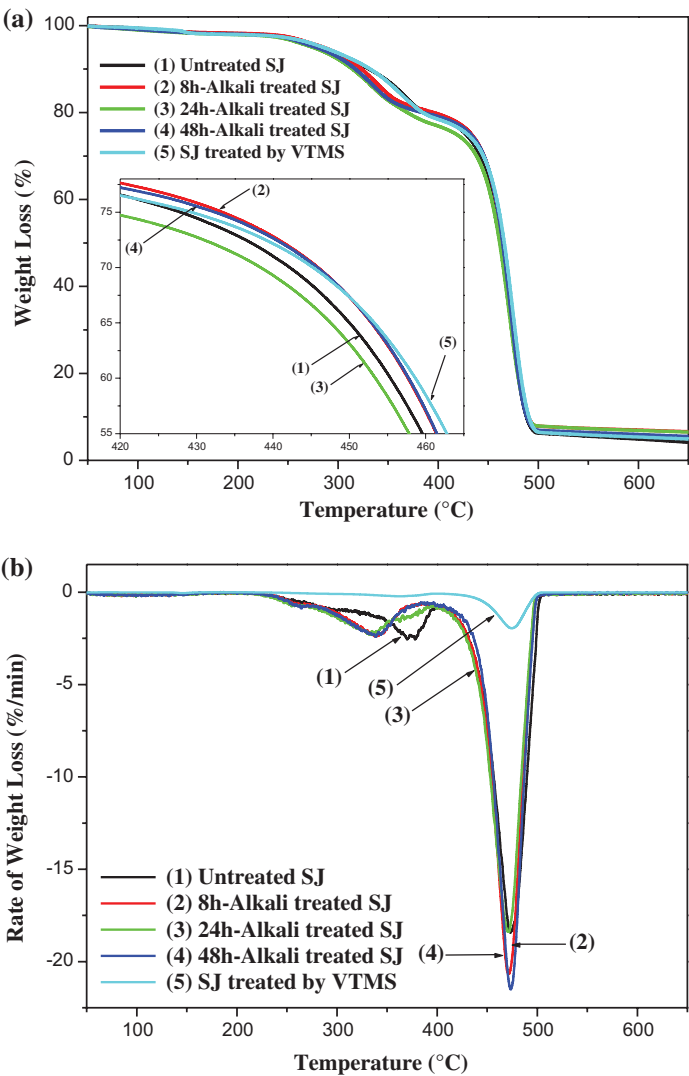 (a)
100
80
60
40
20
0
Weight Loss (%)
(1) Untreated SJ
(2) 8h-Alkali treated SJ
(3) 24h-Alkali treated SJ
(4) 48h-Alkali treated SJ
(5) SJ treated by VTMS
75
70
65
60
55
420 430 440 450 460
(2)
(4)
(1)
(3)
(5)
100 200 300 400 500 600
Temperature (°C)
(b)
0
-5
-10
-15
-20
Rate of Weight Loss (%/min)
(1)
(5)
(3)
(1) Untreated SJ
(2) 8h-Alkali treated SJ
(3) 24h-Alkali treated SJ
(4) 48h-Alkali treated SJ
(5) SJ treated by VTMS
(4)
(2)
100 200 300 400 500 600
Temperature (°C)